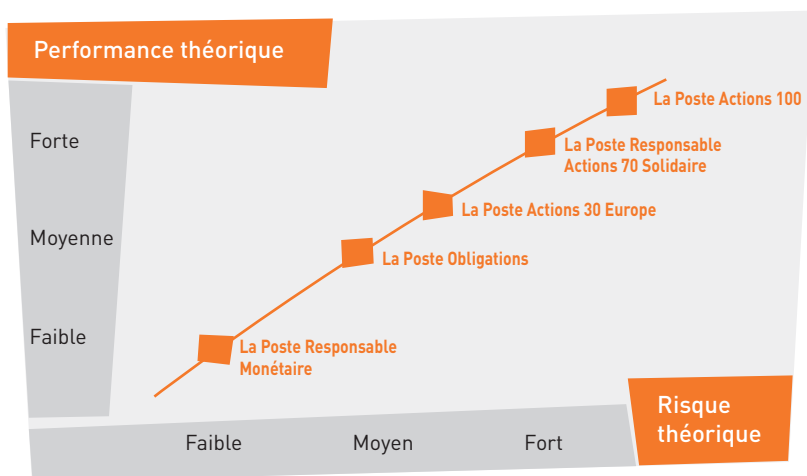 Performance théorique
Forte
Moyenne
Faible
La Poste Actions 100
La Poste Responsable
Actions 70 Solidaire
La Poste Actions 30 Europe
La Poste Obligations
La Poste Responsable
Monétaire
Faible
Moyen
Fort
Risque
théorique